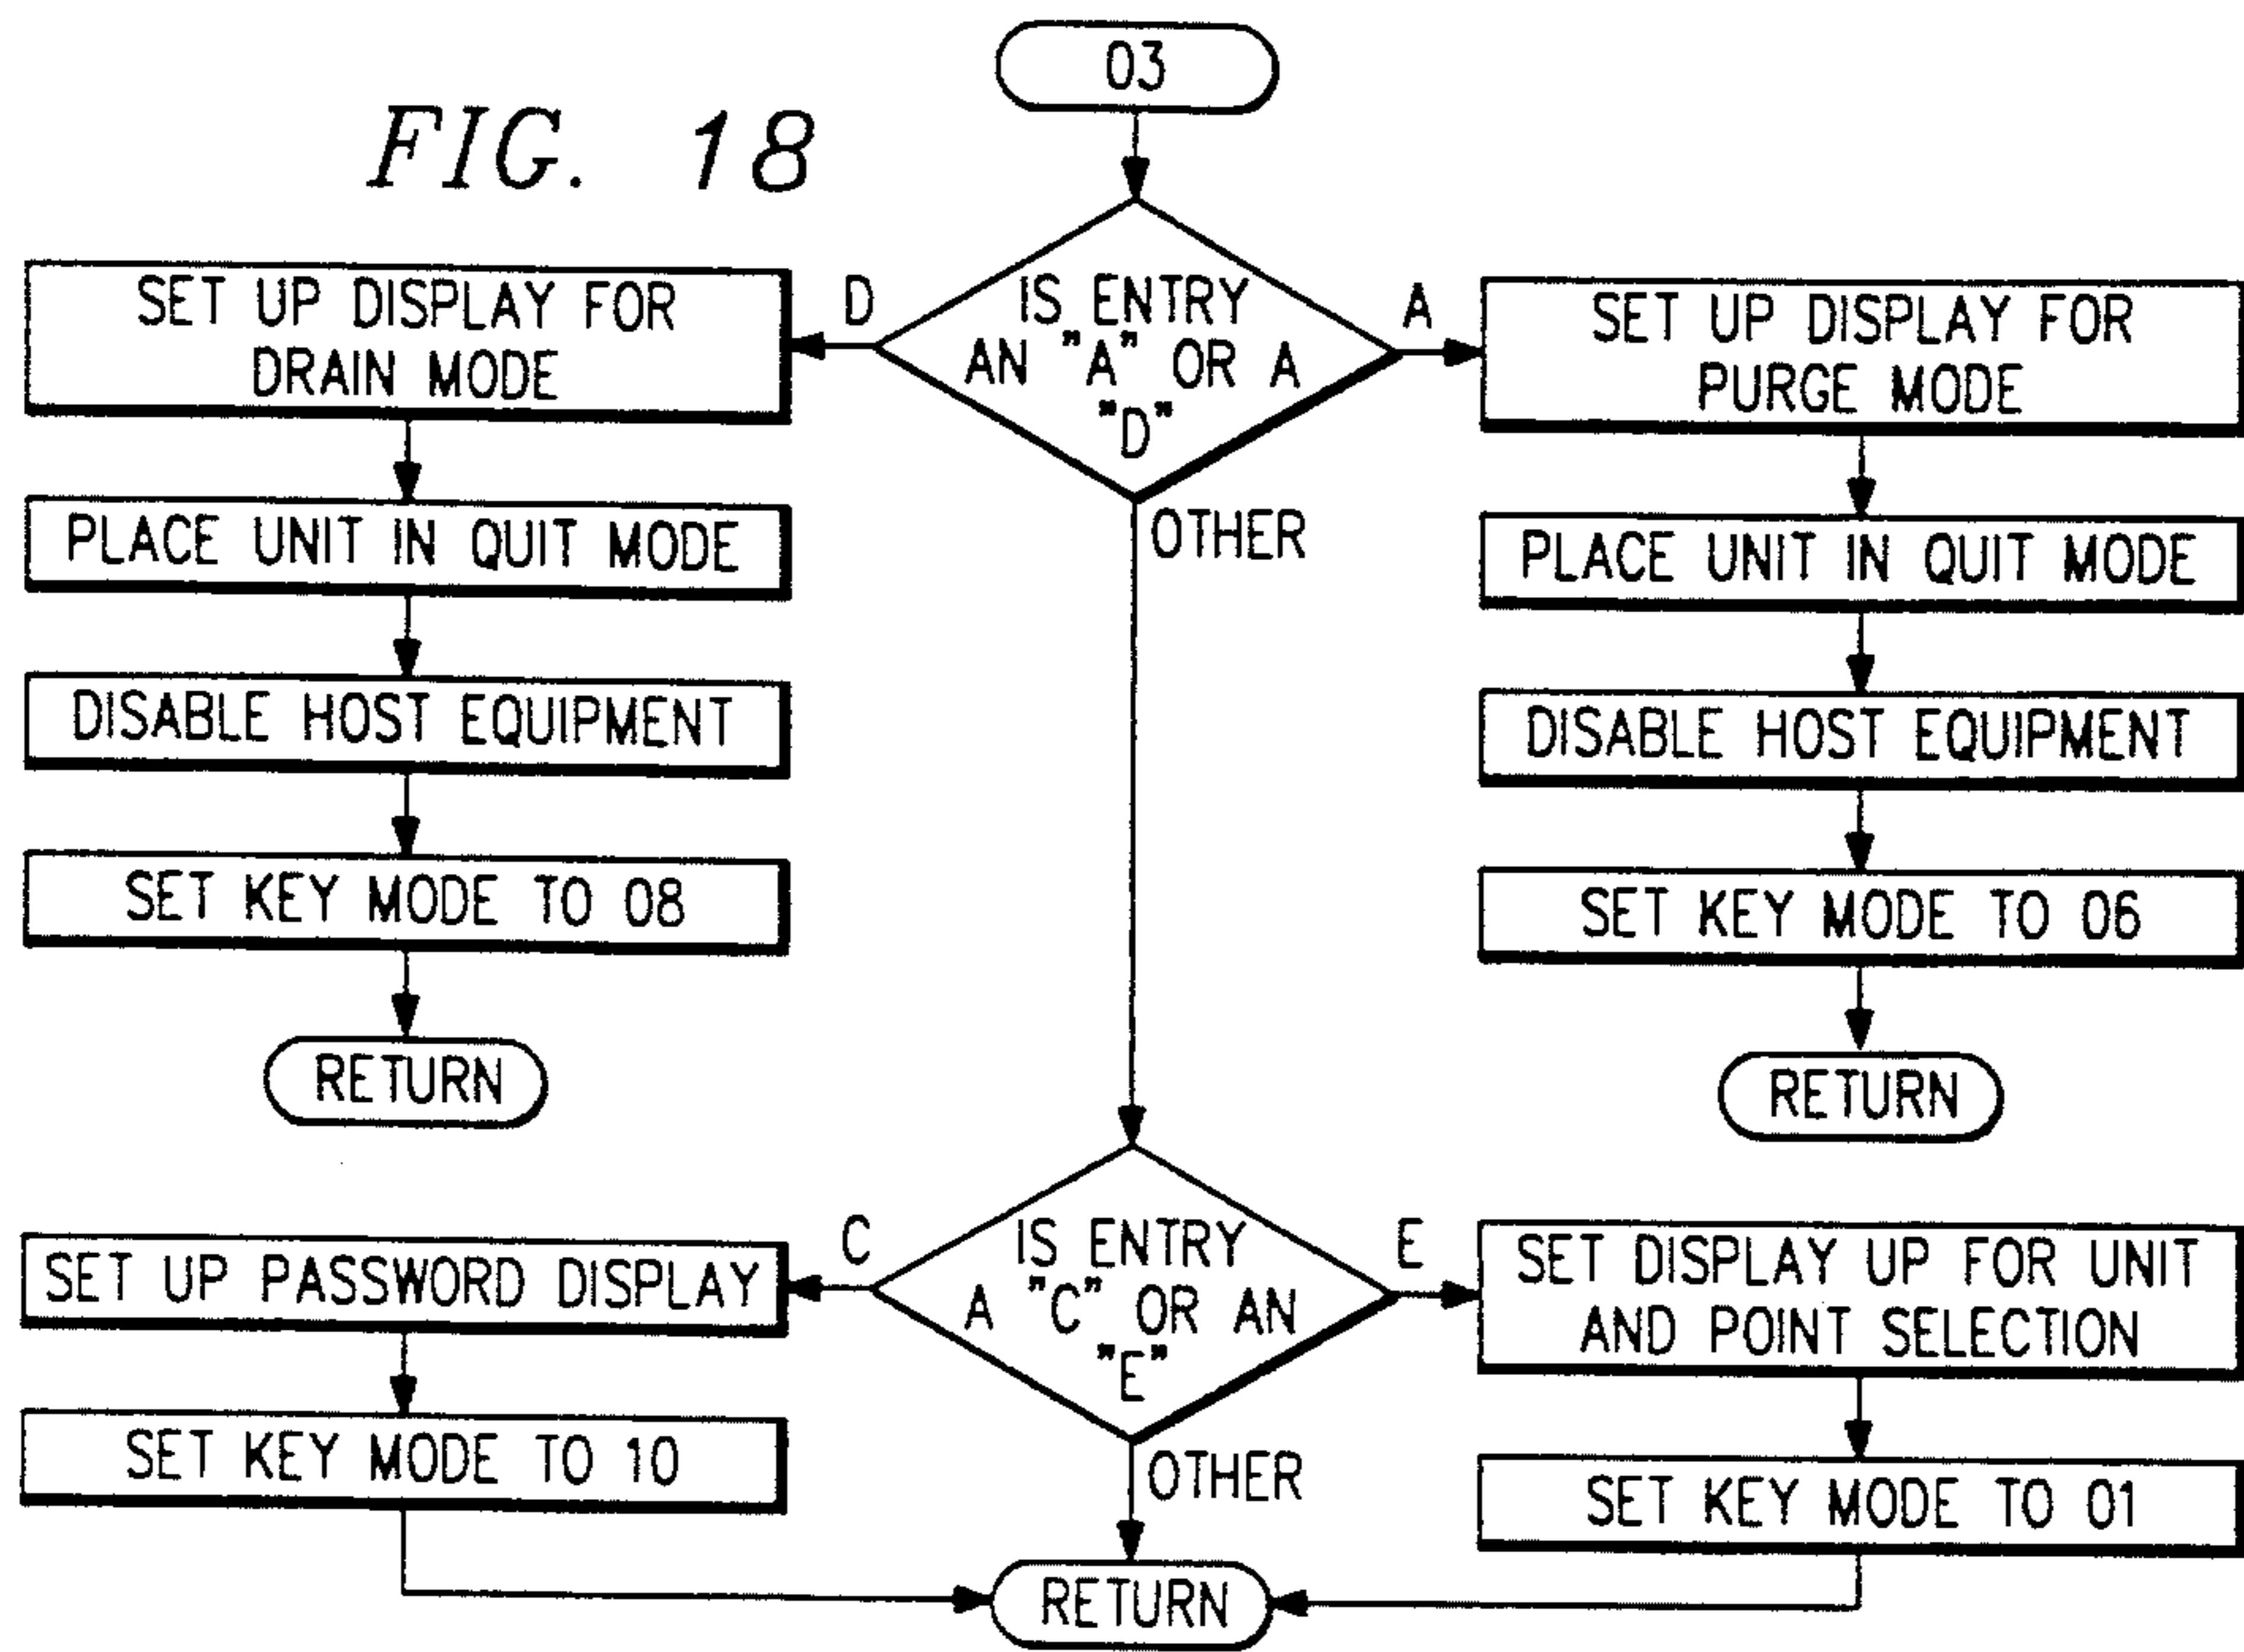 03
FIG. 18
IS ENTRY
AN "A" OR A
"D"
D
A
OTHER
SET UP DISPLAY FOR
DRAIN MODE
PLACE UNIT IN QUIT MODE
DISABLE HOST EQUIPMENT
SET KEY MODE TO 08
RETURN
SET UP DISPLAY FOR
PURGE MODE
PLACE UNIT IN QUIT MODE
DISABLE HOST EQUIPMENT
SET KEY MODE TO 06
RETURN
IS ENTRY
A "C" OR AN
"E"
C
E
OTHER
SET UP PASSWORD DISPLAY
SET KEY MODE TO 10
SET DISPLAY UP FOR UNIT
AND POINT SELECTION
SET KEY MODE TO 01
RETURN